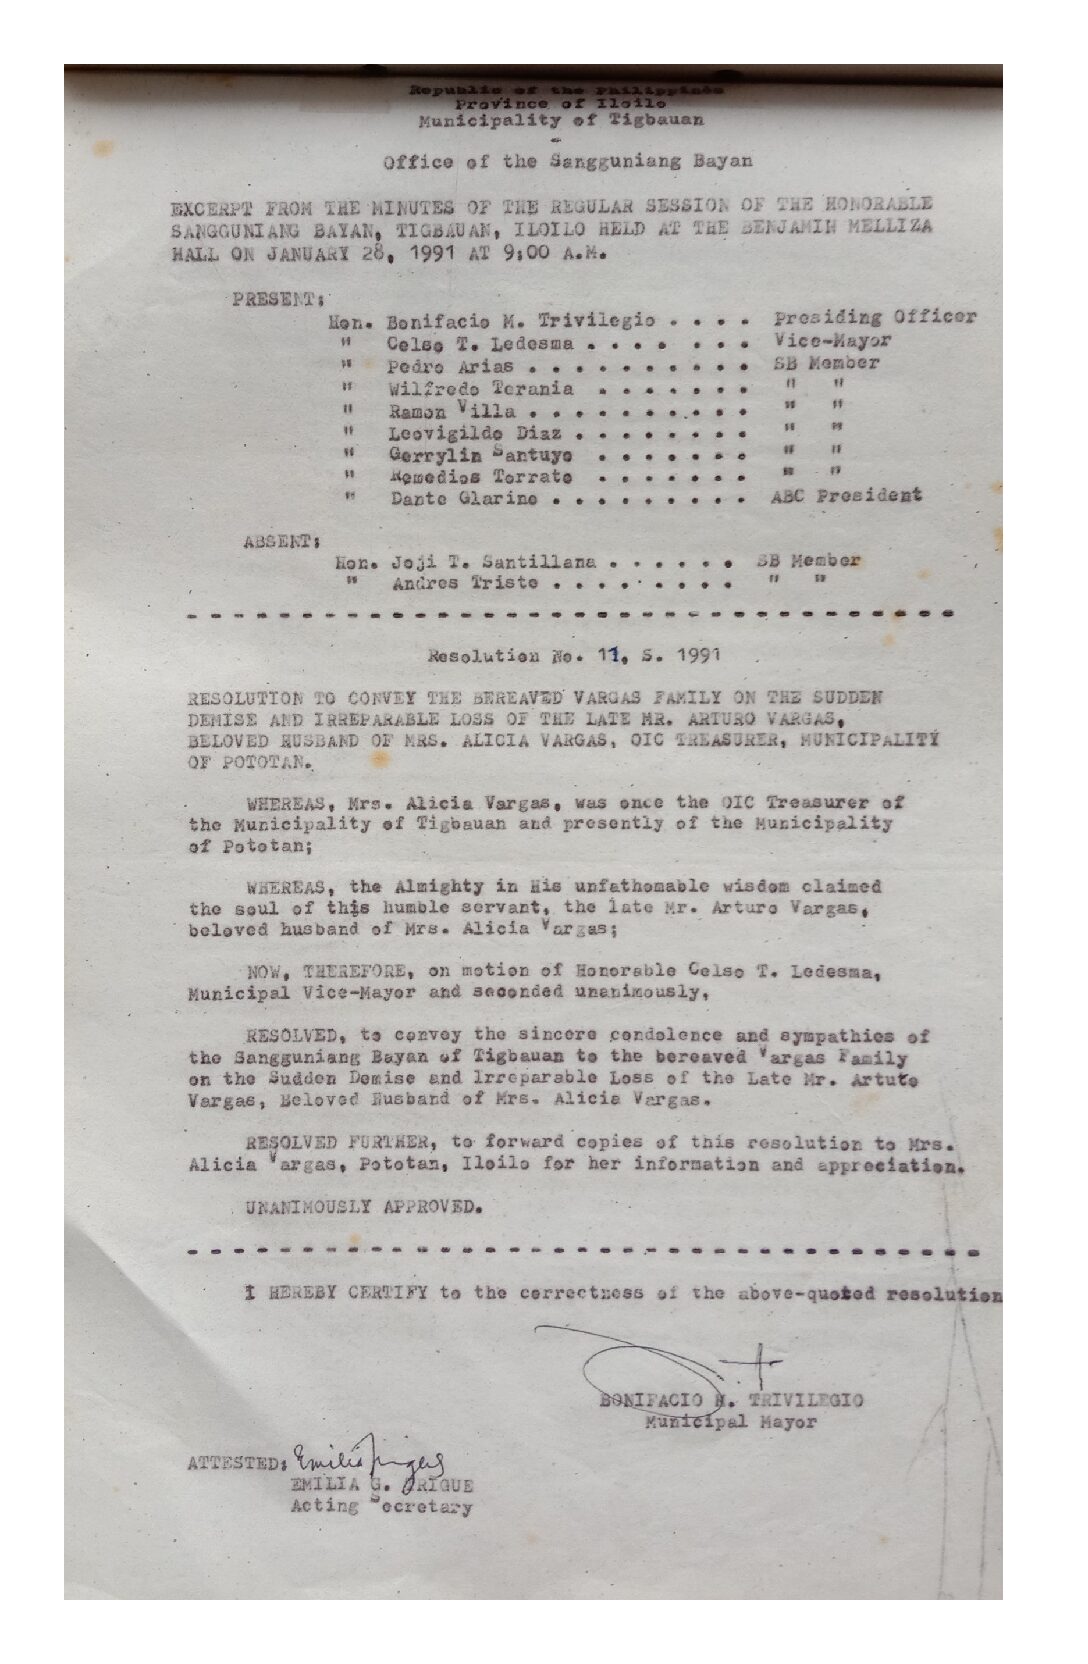 Republic of the Philippines
Province of Iloilo
Municipality of Tigbauan
-
Office of the Sangguniang Bayan
EXCERPT FROM THE MINUTES OF THE REGULAR SESSION OF THE HONORABLE
SANGGUNIANG BAYAN, TIGBAUAN, ILOILO HELD AT THE BENJAMIN MELLIZA
HALL ON JANUARY 28, 1991 AT 9:00 A.M.
PRESENT:
Hon. Bonifacio M. Trivilegio . . . . Presiding Officer
" Celso T. Ledesma . . . . . . . Vice-Mayor
" Pedro Arias . . . . . . . . . . SB Member
" Wilfredo Terania . . . . . . . " "
" Ramon Villa . . . . . . . . . . " "
" Leovigildo Diaz . . . . . . . . " "
" Gerrylin Santuyo . . . . . . . " "
" Remedios Torrato . . . . . . . " "
" Dante Glarino . . . . . . . . . ABC President
ABSENT:
Hon. Joji T. Santillana . . . . . . SB Member
" Andres Triste . . . . . . . . . " "
- - - - - - - - - - - - - - - - - - - - - - - - - - - - - - - - - -
Resolution No. 11, S. 1991
RESOLUTION TO CONVEY THE BEREAVED VARGAS FAMILY ON THE SUDDEN
DEMISE AND IRREPARABLE LOSS OF THE LATE MR. ARTURO VARGAS,
BELOVED HUSBAND OF MRS. ALICIA VARGAS, OIC TREASURER, MUNICIPALITY
OF POTOTAN.
WHEREAS, Mrs. Alicia Vargas, was once the OIC Treasurer of
the Municipality of Tigbauan and presently of the Municipality
of Pototan;
WHEREAS, the Almighty in His unfathomable wisdom claimed
the soul of this humble servant, the late Mr. Arturo Vargas,
beloved husband of Mrs. Alicia Vargas;
NOW, THEREFORE, on motion of Honorable Celso T. Ledesma,
Municipal Vice-Mayor and seconded unanimously,
RESOLVED, to convey the sincere condolence and sympathies of
the Sangguniang Bayan of Tigbauan to the bereaved Vargas Family
on the Sudden Demise and Irreparable Loss of the Late Mr. Artuto
Vargas, Beloved Husband of Mrs. Alicia Vargas.
RESOLVED FURTHER, to forward copies of this resolution to Mrs.
Alicia Vargas, Pototan, Iloilo for her information and appreciation.
UNANIMOUSLY APPROVED.
- - - - - - - - - - - - - - - - - - - - - - - - - - - - - - - - - - -
I HEREBY CERTIFY to the correctness of the above-quoted resolution
BONIFACIO M. TRIVILEGIO
Municipal Mayor
ATTESTED:
EMILIA G. ORIGUE
Acting Secretary